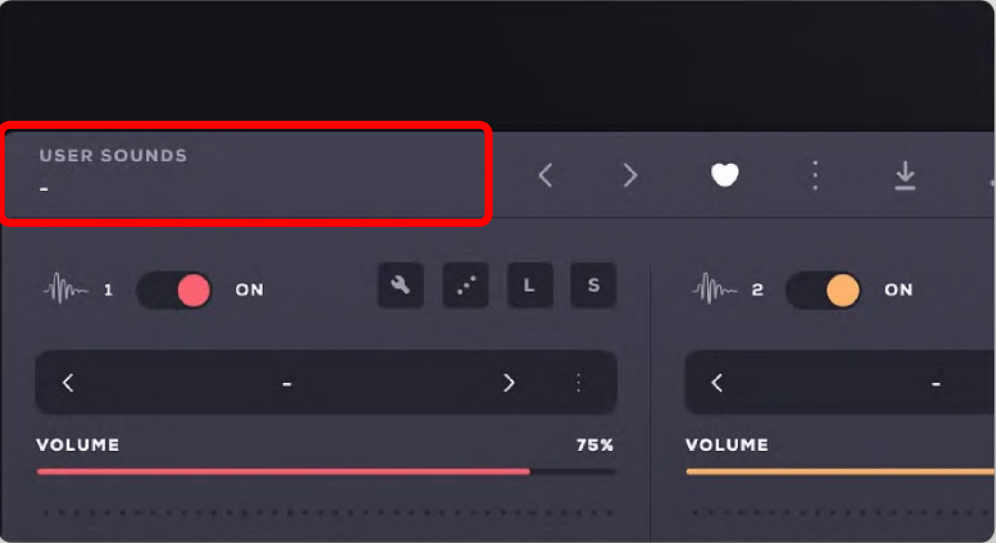 USER SOUNDS
-
1 ON L S
2 ON
-
-
VOLUME 75%
VOLUME